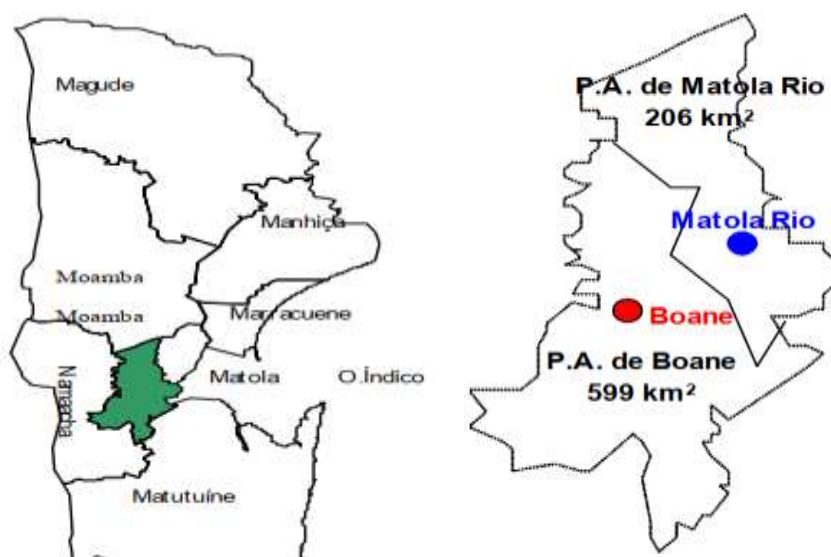 Magude
Manhiça
Moamba
Moamba
Marracuene
Namaacha
Matola
O.Índico
Matutuíne
P.A. de Matola Rio
206 km²
Matola Rio
Boane
P.A. de Boane
599 km²